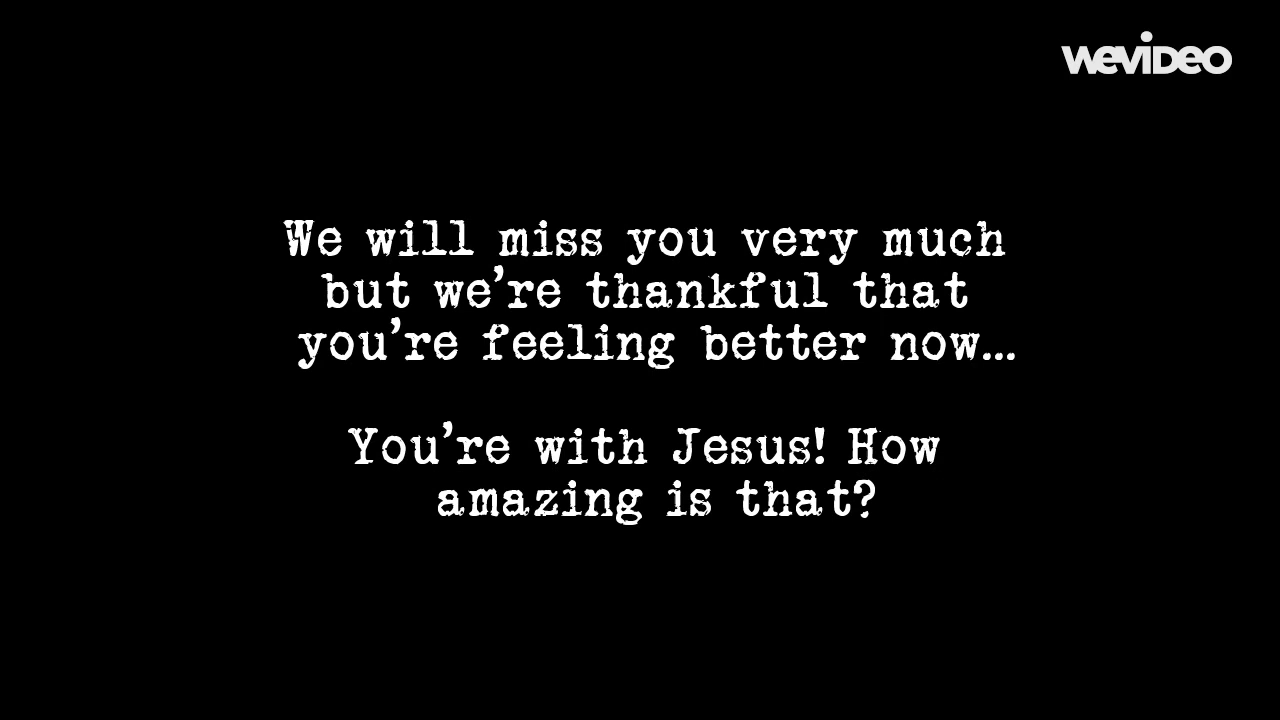 wevideo
We will miss you very much
but we're thankful that
you're feeling better now...
You're with Jesus! How
amazing is that?